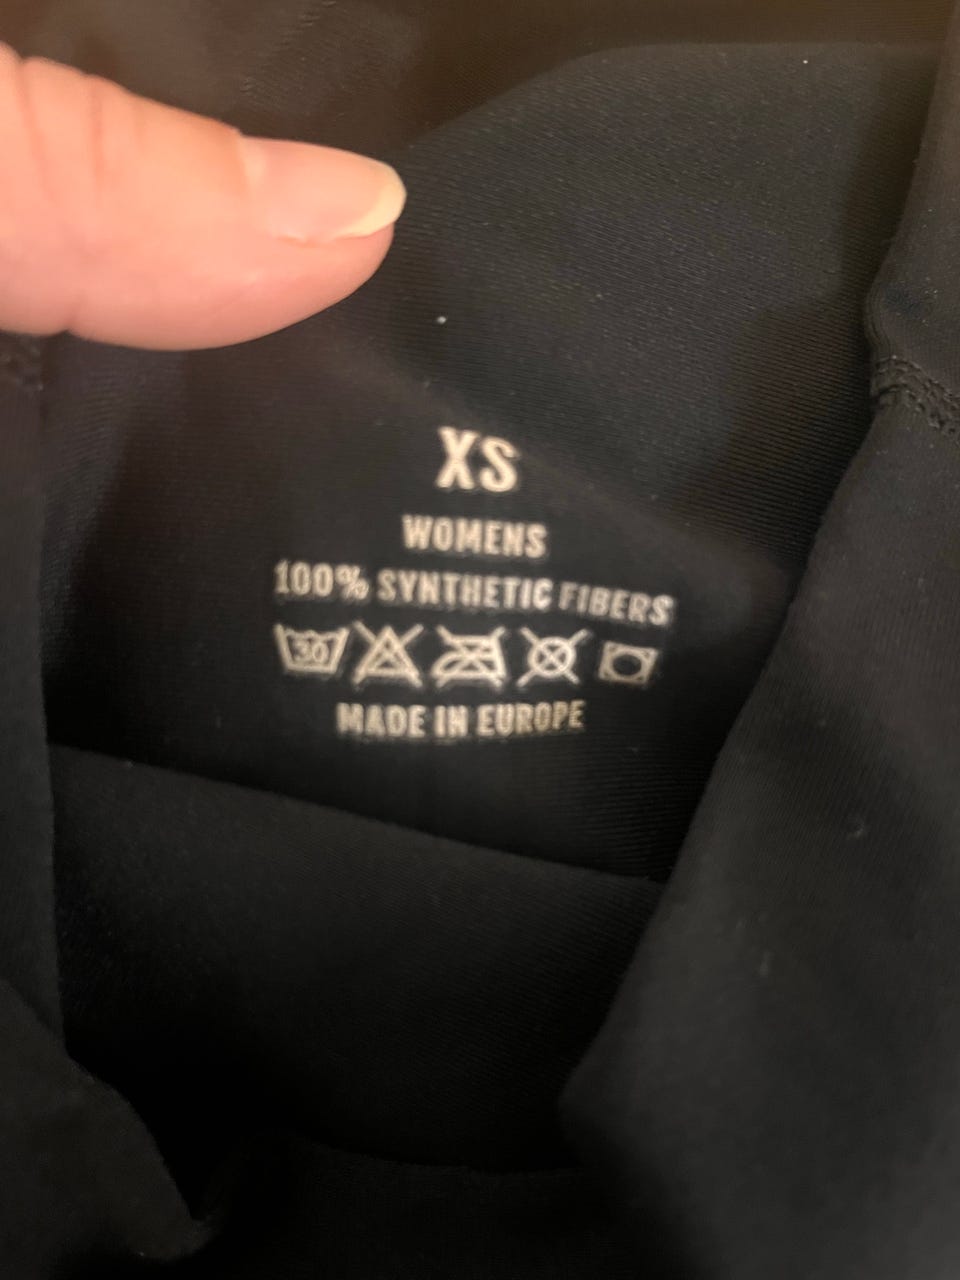 XS
WOMENS
100% SYNTHETIC FIBERS
30
MADE IN EUROPE